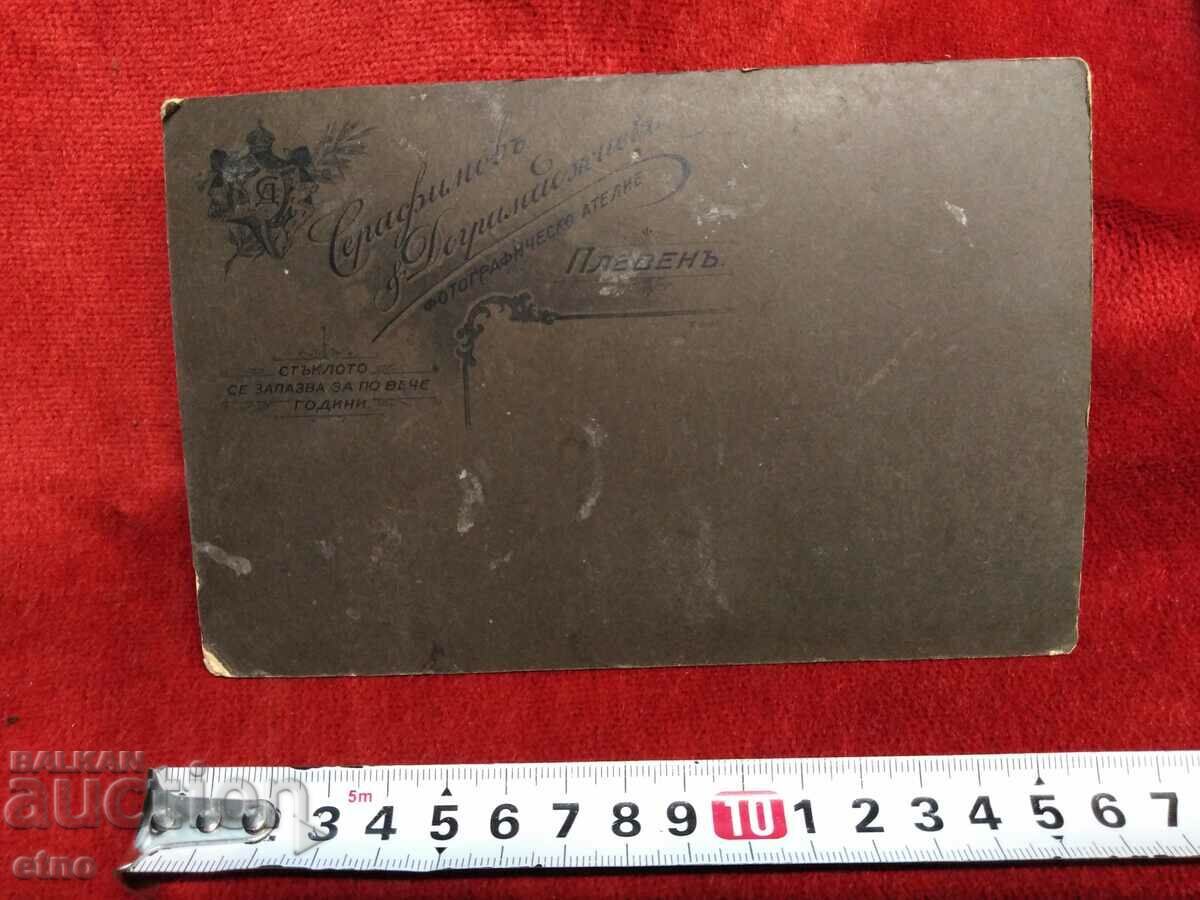 Серафимовъ
& Дограмаджиевъ
ФОТОГРАФИЧЕСКО АТЕЛИЕ
ПЛЕВЕНЪ.
СТЪКЛОТО
СЕ ЗАПАЗВА ЗА ПО ВЕЧЕ
ГОДИНИ.
BALKAN
auction
etno
5m
3 4 5 6 7 8 9 10 1 2 3 4 5 6 7